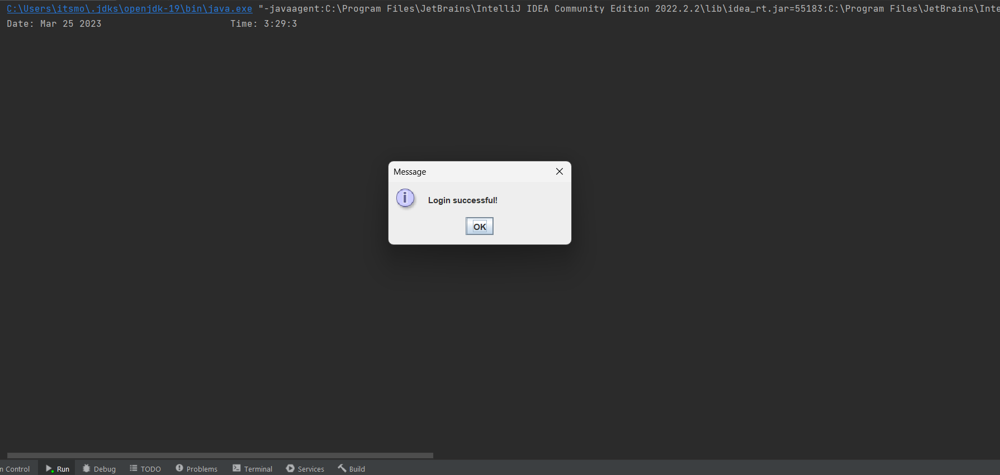 C:\Users\itsmo\.jdks\openjdk-19\bin\java.exe "-javaagent:C:\Program Files\JetBrains\IntelliJ IDEA Community Edition 2022.2.2\lib\idea_rt.jar=55183:C:\Program Files\JetBrains\Inte
Date: Mar 25 2023 Time: 3:29:3
Message
i Login successful!
OK
n Control Run Debug TODO Problems Terminal Services Build